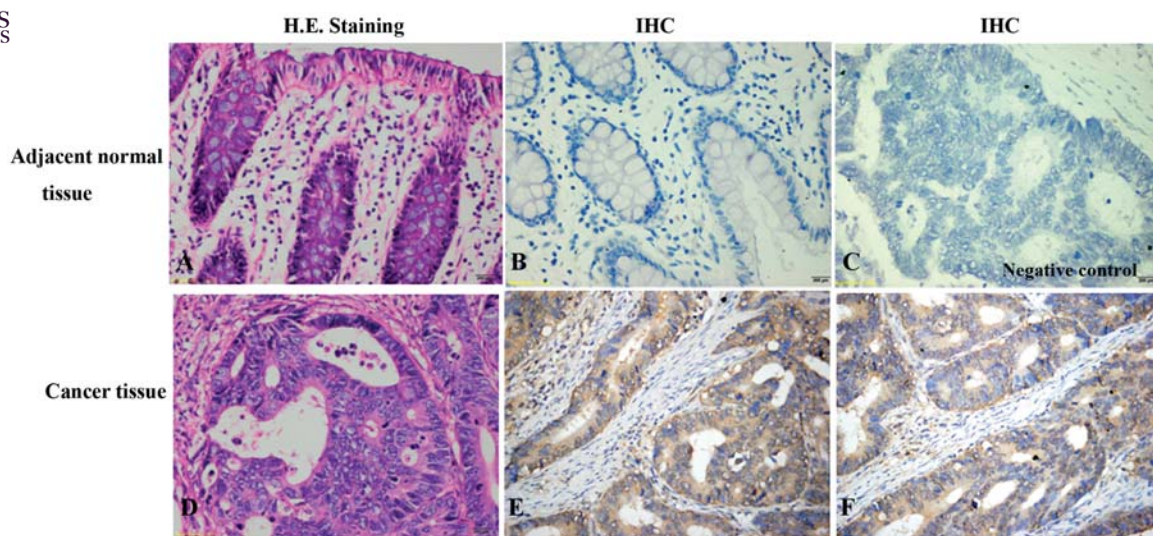 S
S
H.E. Staining
IHC
IHC
Adjacent normal
tissue
A
B
C
Negative control
Cancer tissue
D
E
F